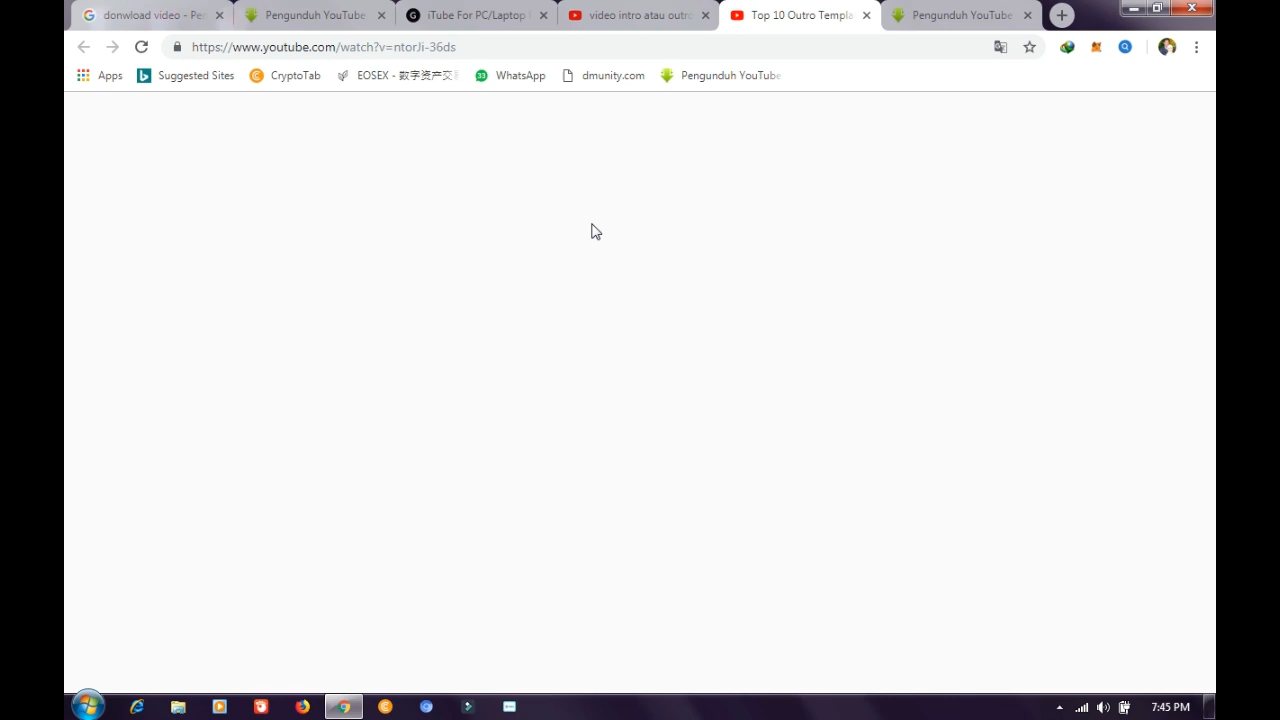 donwload video - Pe
Pengunduh YouTube
iTube For PC/Laptop
video intro atau outro
Top 10 Outro Templa
Pengunduh YouTube
https://www.youtube.com/watch?v=ntorJi-36ds
Apps
Suggested Sites
CryptoTab
EOSEX - 数字资产交易
33
WhatsApp
dmunity.com
Pengunduh YouTube
7:45 PM